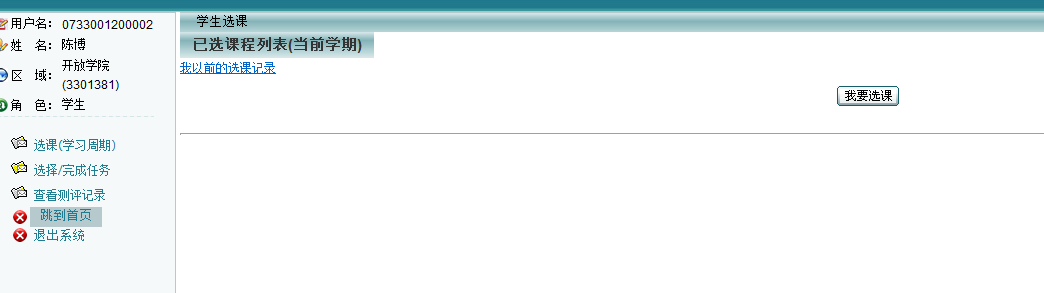 用户名： 0733001200002
姓 名： 陈博
区 域： 开放学院
(3301381)
角 色： 学生
选课(学习周期)
选择/完成任务
查看测评记录
跳到首页
退出系统
学生选课
已选课程列表(当前学期)
我以前的选课记录
我要选课